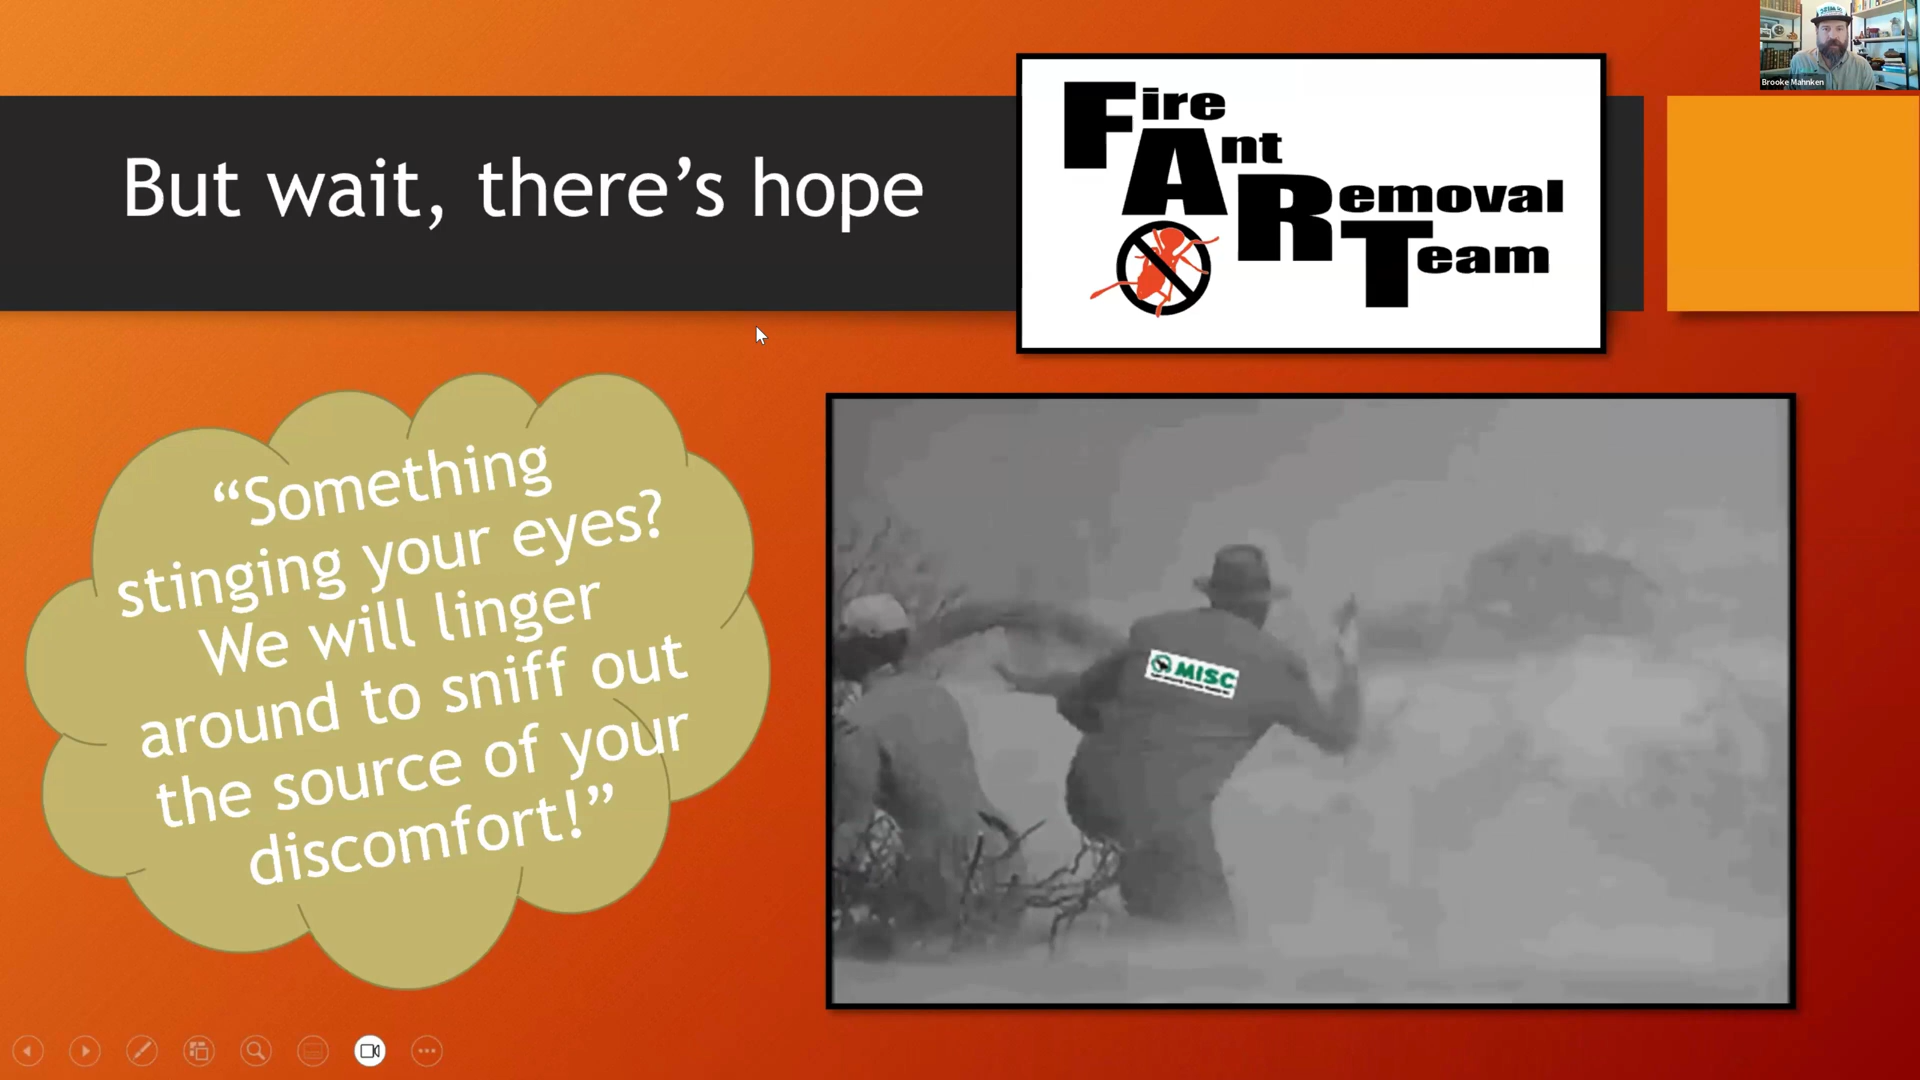 Brooke Mahnken
But wait, there’s hope
Fire
Ant
Removal
Team
“Something
stinging your eyes?
We will linger
around to sniff out
the source of your
discomfort!”
MISC